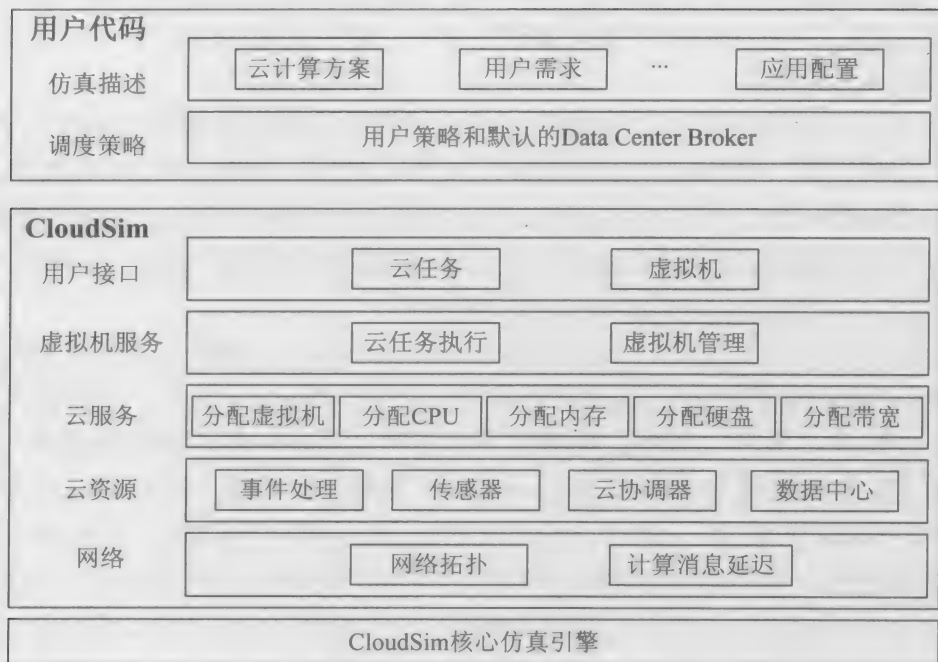 用户代码
仿真描述 云计算方案 用户需求 … 应用配置
调度策略 用户策略和默认的Data Center Broker
CloudSim
用户接口 云任务 虚拟机
虚拟机服务 云任务执行 虚拟机管理
云服务 分配虚拟机 分配CPU 分配内存 分配硬盘 分配带宽
云资源 事件处理 传感器 云协调器 数据中心
网络 网络拓扑 计算消息延迟
CloudSim核心仿真引擎